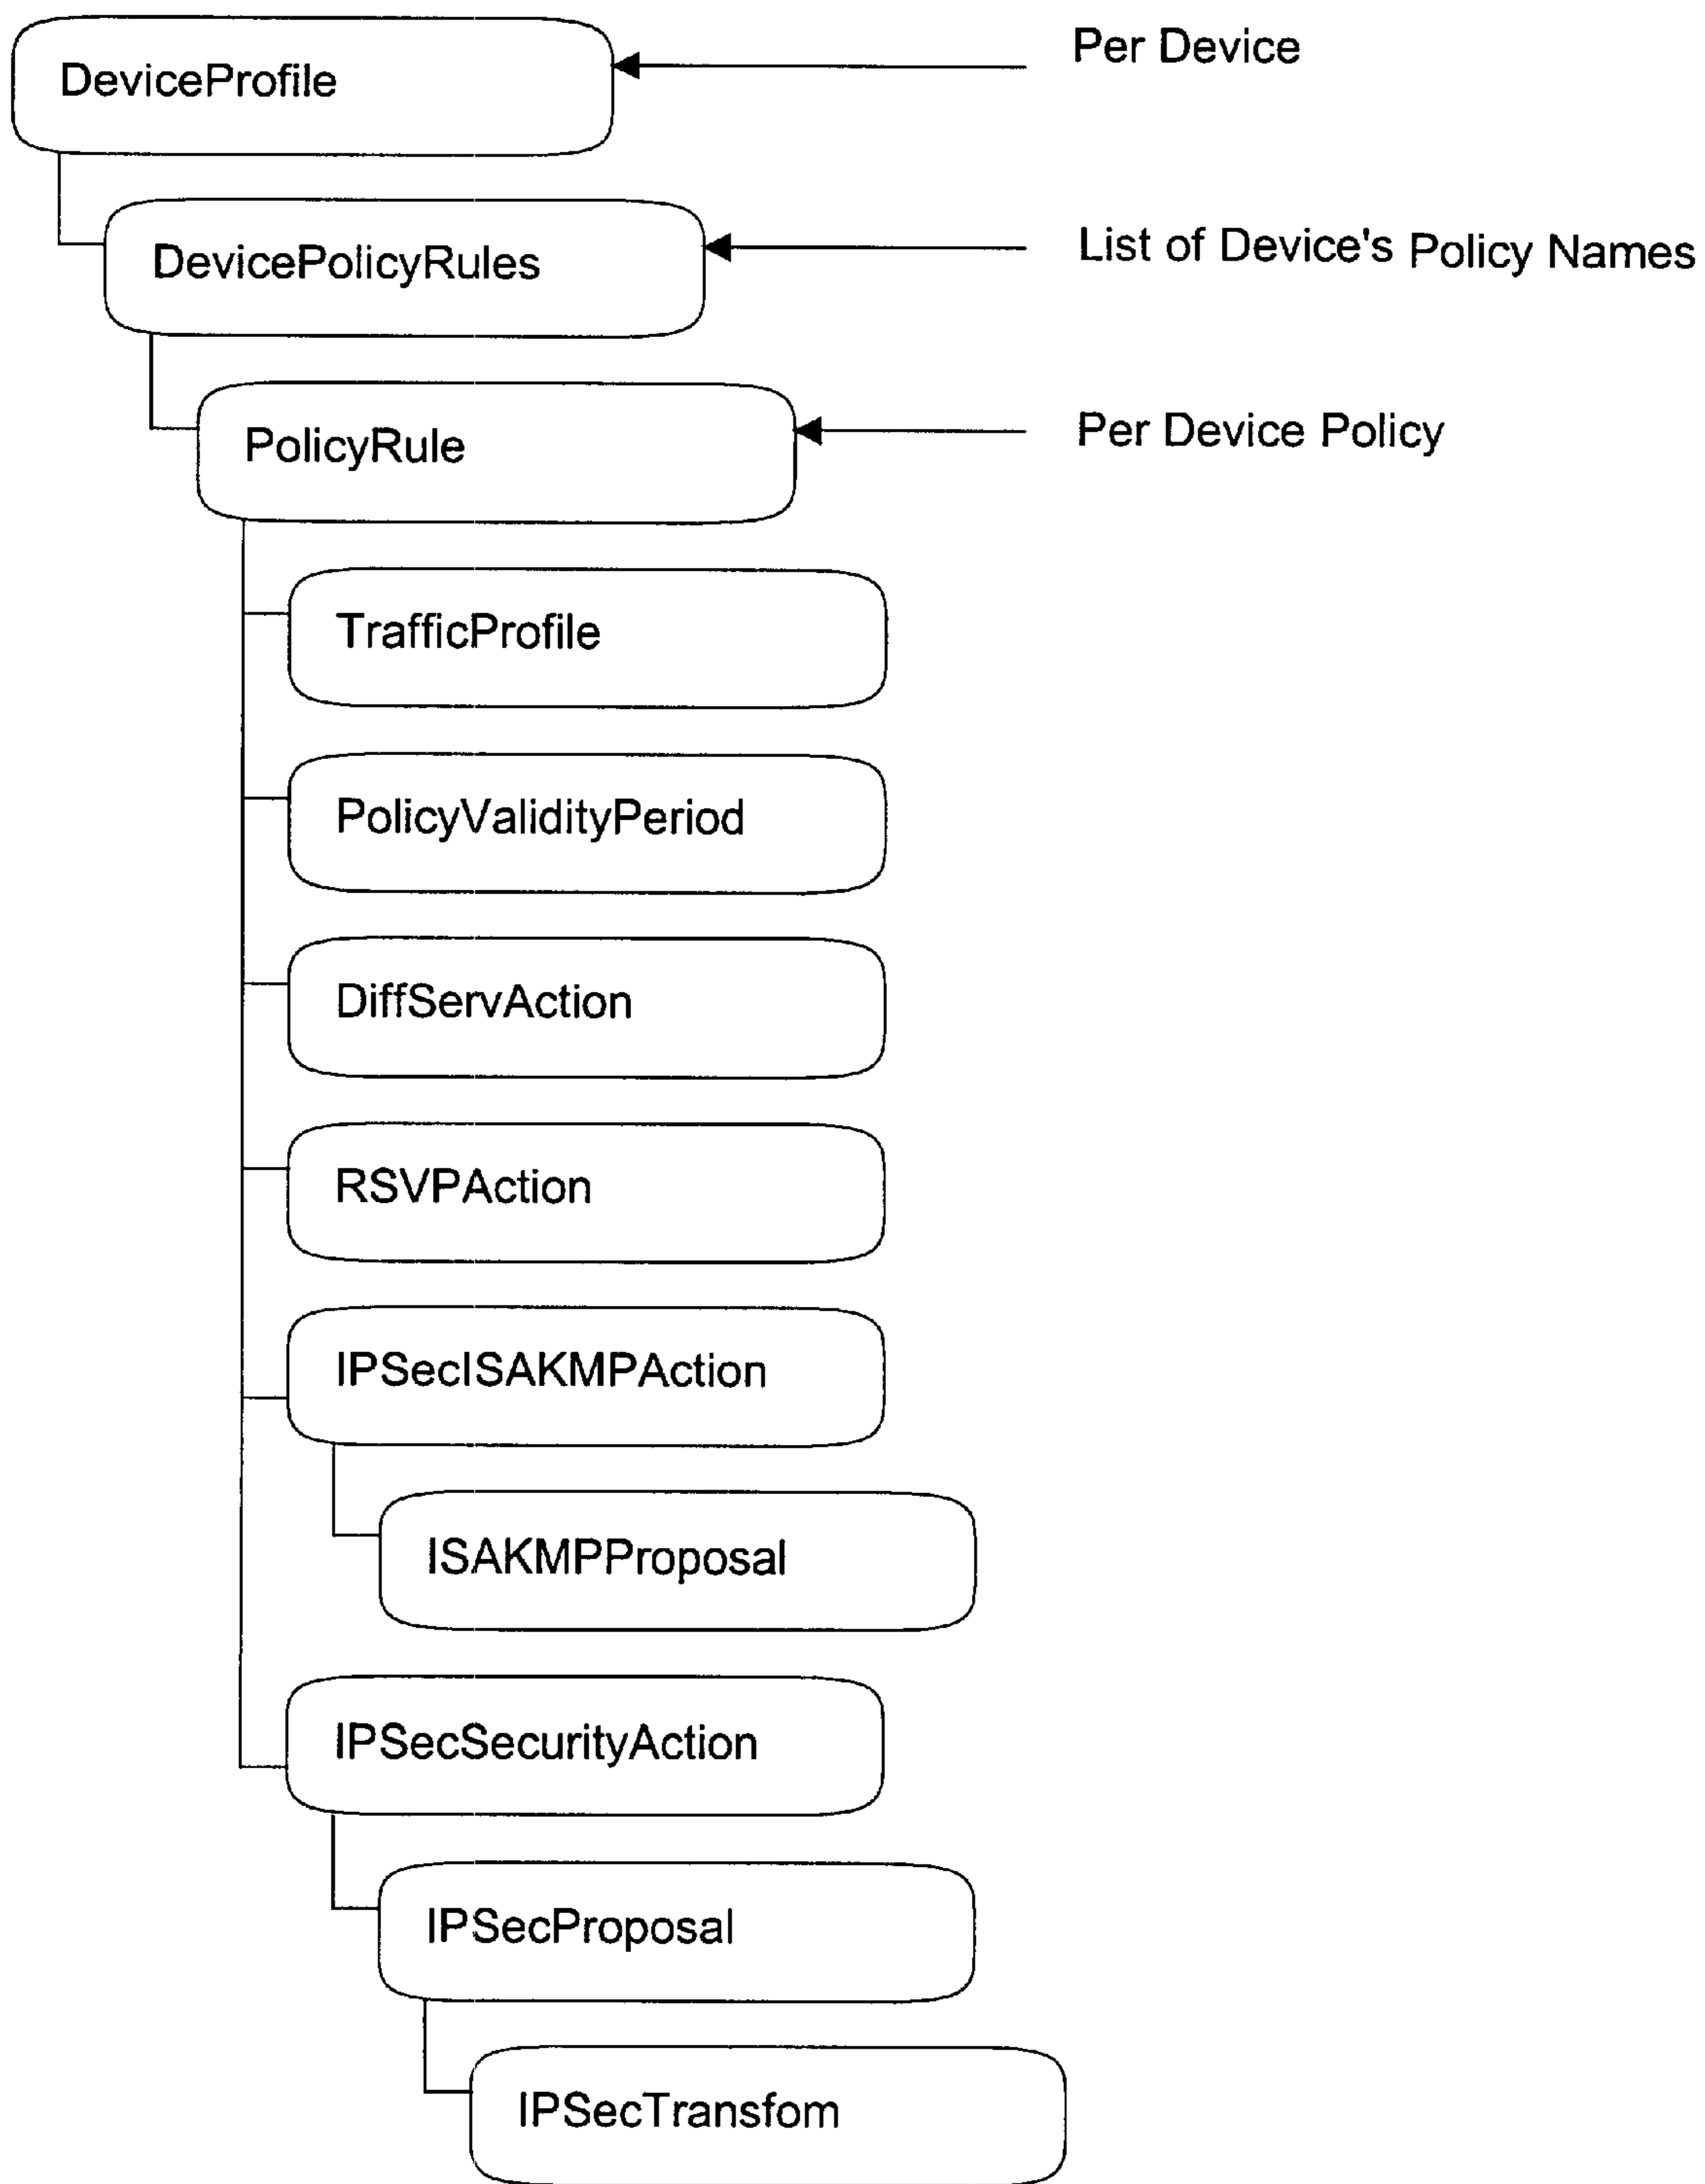 DeviceProfile
Per Device
DevicePolicyRules
List of Device's Policy Names
PolicyRule
Per Device Policy
TrafficProfile
PolicyValidityPeriod
DiffServAction
RSVPAction
IPSecISAKMPAction
ISAKMPProposal
IPSecSecurityAction
IPSecProposal
IPSecTransfom